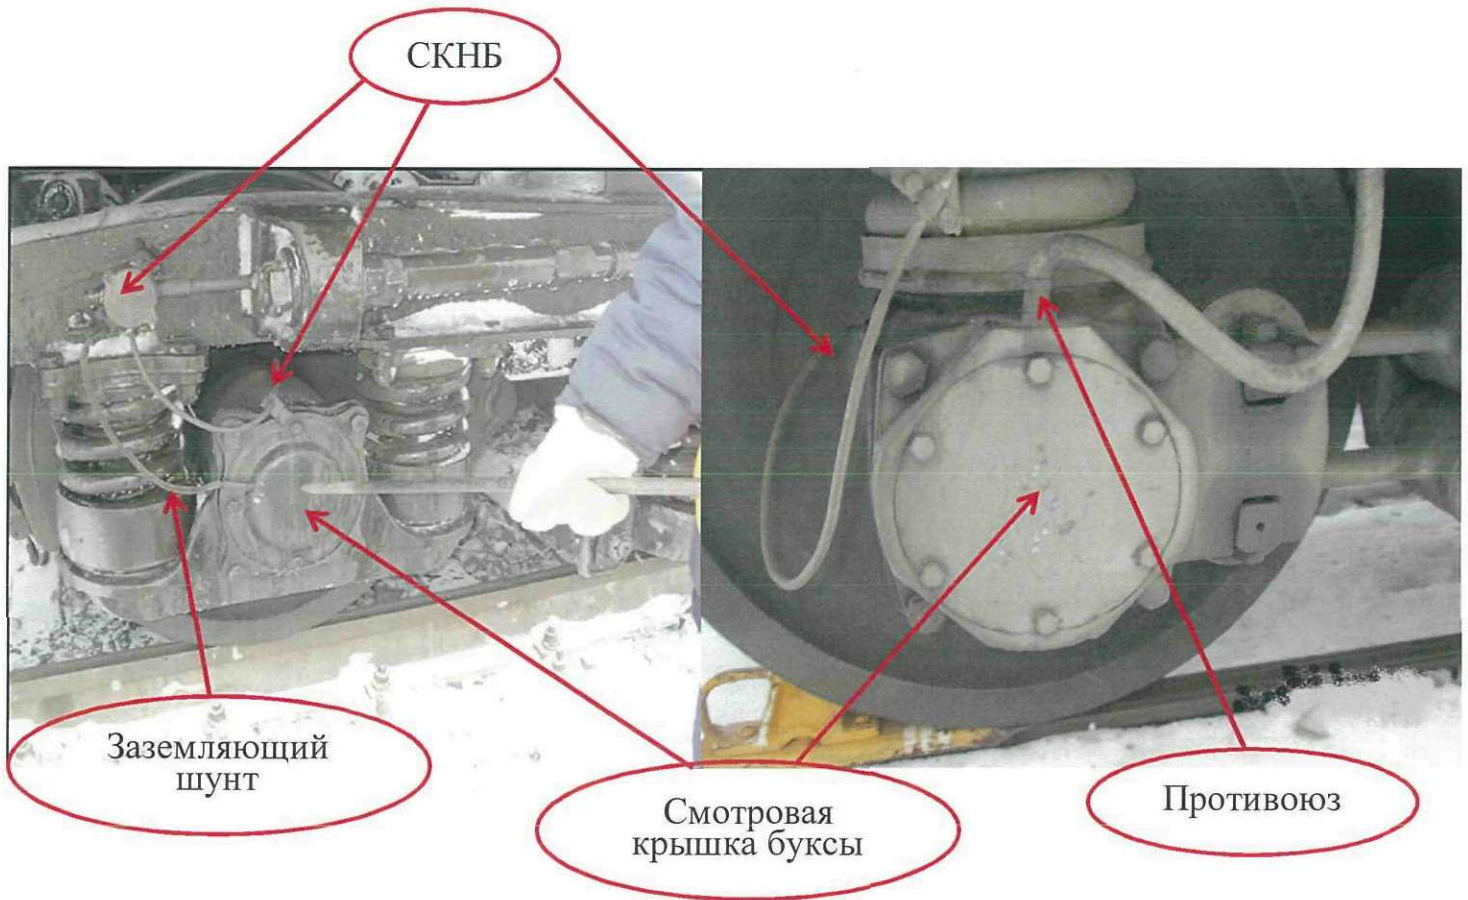 СКНБ
Заземляющий
шунт
Смотровая
крышка буксы
Противоюз